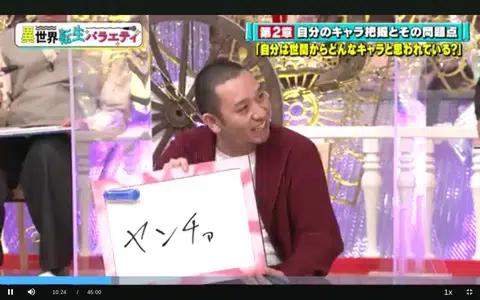 異世界転生バラエティ
第2章 自分のキャラ把握とその問題点
「自分は世間からどんなキャラと思われている?」
ヤンチャ
10:24 / 45:00
1x